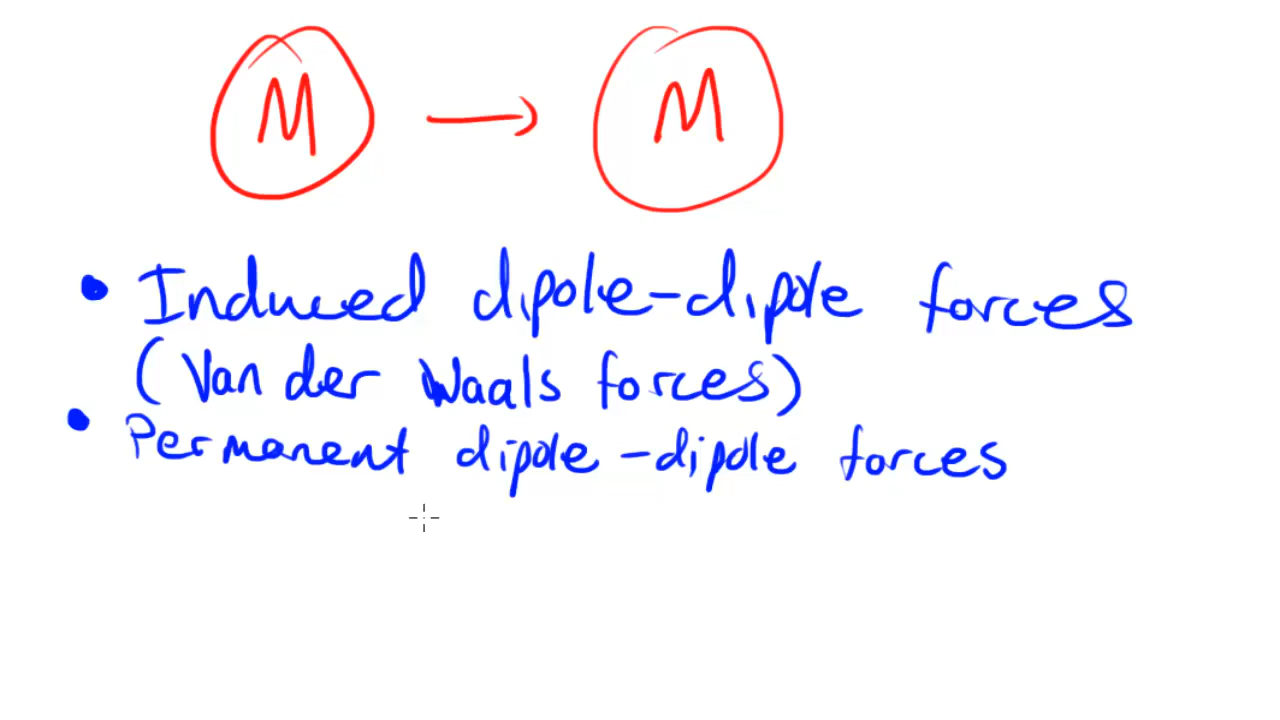 M → M
• Induced dipole-dipole forces
(Van der Waals forces)
• Permanent dipole-dipole forces